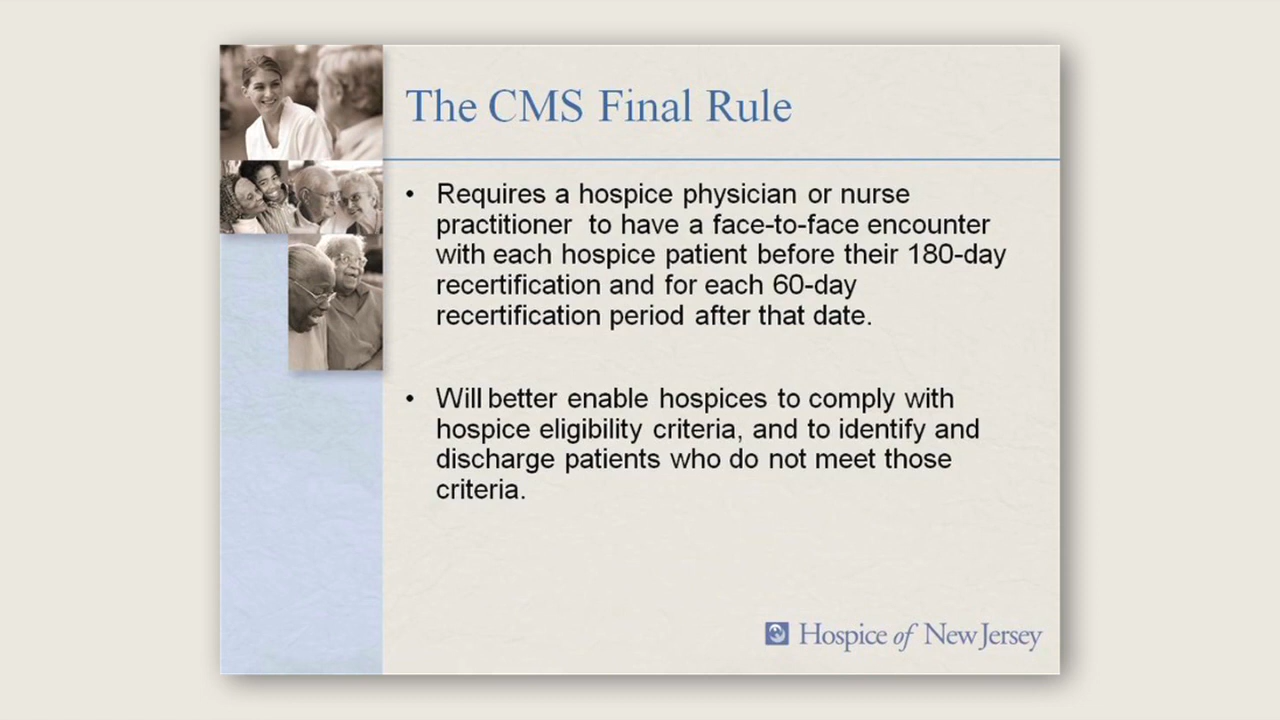 The CMS Final Rule
• Requires a hospice physician or nurse
practitioner to have a face-to-face encounter
with each hospice patient before their 180-day
recertification and for each 60-day
recertification period after that date.
• Will better enable hospices to comply with
hospice eligibility criteria, and to identify and
discharge patients who do not meet those
criteria.
Hospice of New Jersey